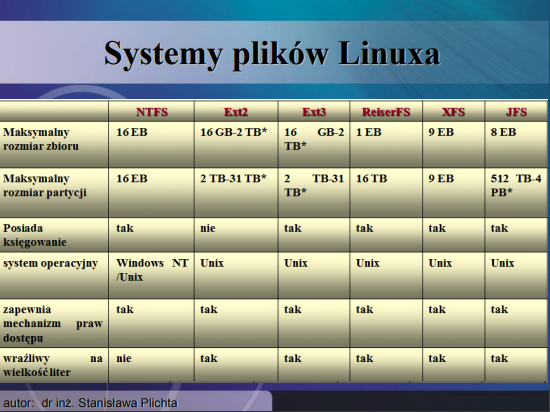 Systemy plików Linuxa
NTFS Ext2 Ext3 ReiserFS XFS JFS
Maksymalny rozmiar zbioru 16 EB 16 GB-2 TB* 16 GB-2 TB* 1 EB 9 EB 8 EB
Maksymalny rozmiar partycji 16 EB 2 TB-31 TB* 2 TB-31 TB* 16 TB 9 EB 512 TB-4 PB*
Posiada księgowanie tak nie tak tak tak tak
system operacyjny Windows NT /Unix Unix Unix Unix Unix Unix
zapewnia mechanizm praw dostępu tak tak tak tak tak tak
wrażliwy na wielkość liter nie tak tak tak tak tak
autor: dr inż. Stanisława Plichta